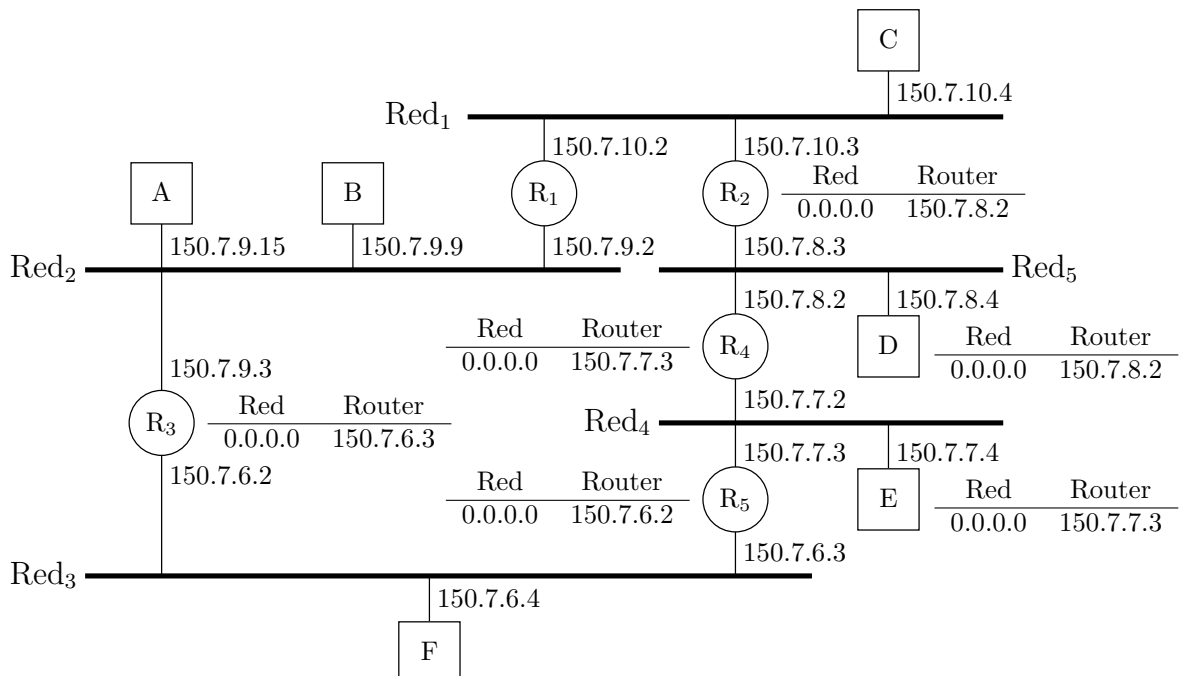 C
150.7.10.4
Red₁
150.7.10.2
150.7.10.3
A
B
R₁
R₂
Red Router
0.0.0.0 150.7.8.2
150.7.9.15
150.7.9.9
150.7.9.2
150.7.8.3
Red₂
Red₅
150.7.8.2
150.7.8.4
Red Router
0.0.0.0 150.7.7.3
R₄
D
Red Router
0.0.0.0 150.7.8.2
150.7.9.3
150.7.7.2
R₃
Red Router
0.0.0.0 150.7.6.3
Red₄
150.7.6.2
150.7.7.3
150.7.7.4
Red Router
0.0.0.0 150.7.6.2
R₅
E
Red Router
0.0.0.0 150.7.7.3
150.7.6.3
Red₃
150.7.6.4
F